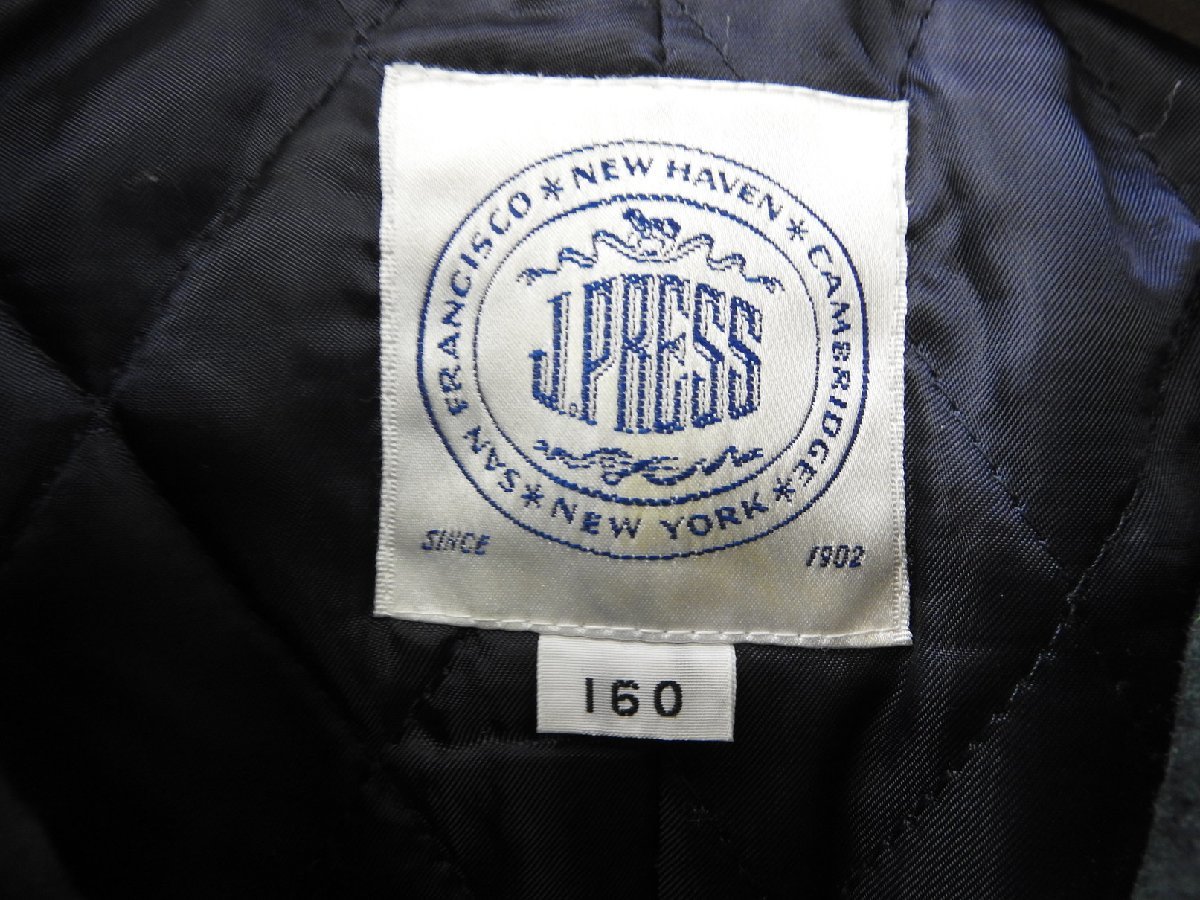 SAN FRANCISCO * NEW HAVEN * CAMBRIDGE * NEW YORK *
J.PRESS
SINCE 1902
160